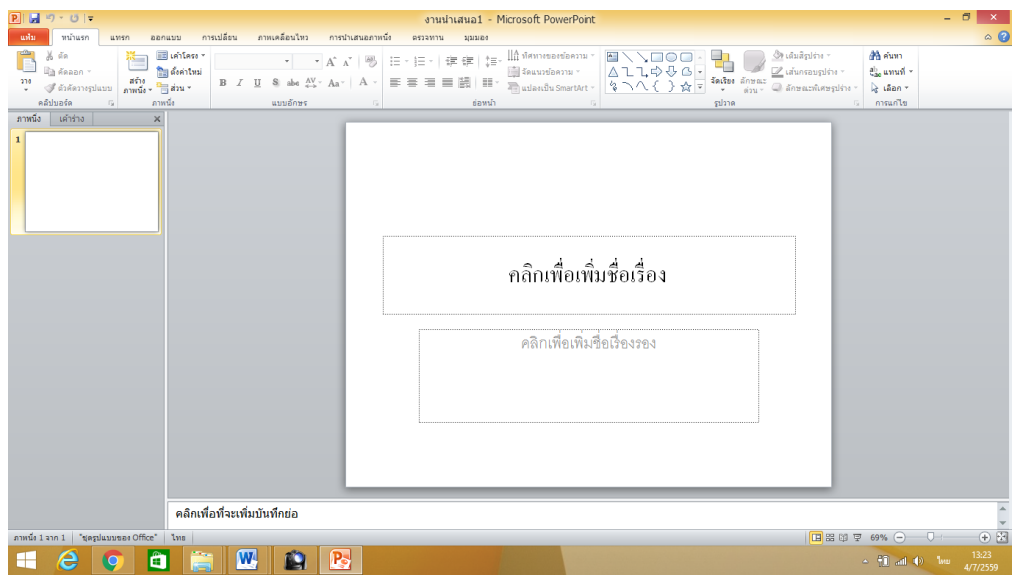 งานนำเสนอ1 - Microsoft PowerPoint
แฟ้ม หน้าแรก แทรก ออกแบบ การเปลี่ยน ภาพเคลื่อนไหว การนำเสนอภาพนิ่ง ตรวจทาน มุมมอง
วาง
ตัด
คัดลอก
ตัวคัดวางรูปแบบ
คลิปบอร์ด
สร้าง
ภาพนิ่ง
เค้าโครง
ตั้งค่าใหม่
ส่วน
ภาพนิ่ง
B I U S abc AV Aa A
แบบอักษร
ทิศทางของข้อความ
จัดแนวข้อความ
แปลงเป็น SmartArt
ย่อหน้า
จัดเรียง
ลักษณะ
ด่วน
เติมสีรูปร่าง
เส้นกรอบรูปร่าง
ลักษณะพิเศษรูปร่าง
รูปวาด
ค้นหา
แทนที่
เลือก
การแก้ไข
ภาพนิ่ง เค้าร่าง
1
คลิกเพื่อเพิ่มชื่อเรื่อง
คลิกเพื่อเพิ่มชื่อเรื่องรอง
คลิกเพื่อที่จะเพิ่มบันทึกย่อ
ภาพนิ่ง 1 จาก 1 "ชุดรูปแบบของ Office" ไทย 69%
ไทย
13:23
4/7/2559